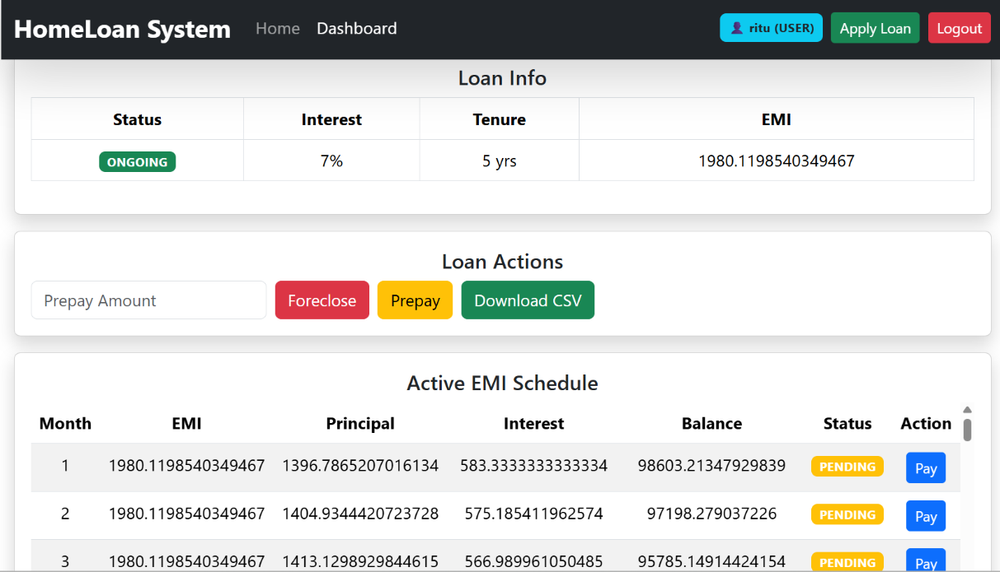 HomeLoan System Home Dashboard ritu (USER) Apply Loan Logout
Loan Info
Status Interest Tenure EMI
ONGOING 7% 5 yrs 1980.1198540349467
Loan Actions
Prepay Amount Foreclose Prepay Download CSV
Active EMI Schedule
Month EMI Principal Interest Balance Status Action
1 1980.1198540349467 1396.7865207016134 583.3333333333334 98603.21347929839 PENDING Pay
2 1980.1198540349467 1404.9344420723728 575.185411962574 97198.279037226 PENDING Pay
3 1980.1198540349467 1413.1298929844615 566.989961050485 95785.14914424154 PENDING Pay